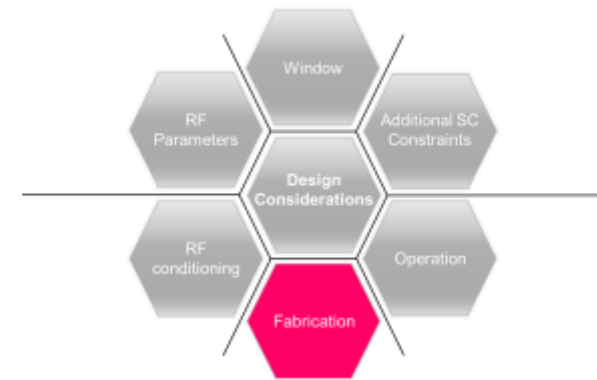 Window
RF
Parameters
Additional SC
Constraints
Design
Considerations
RF
conditioning
Operation
Fabrication